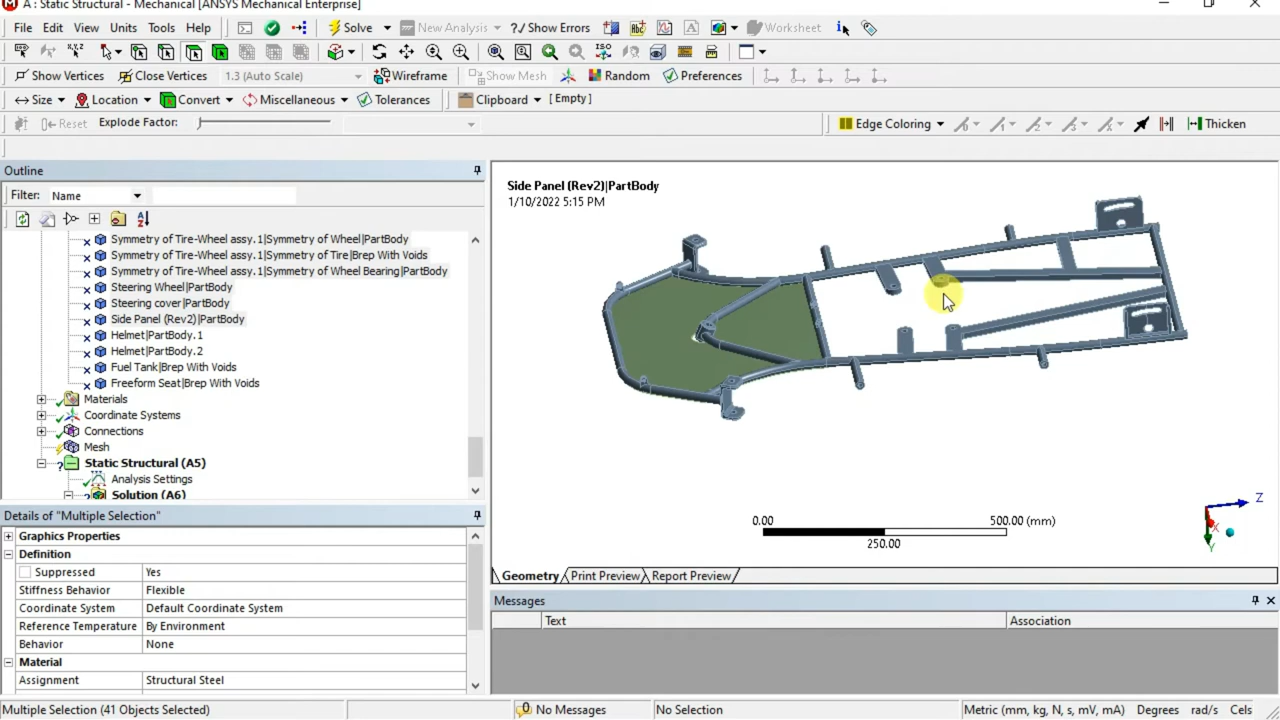 A : Static Structural - Mechanical [ANSYS Mechanical Enterprise]
File Edit View Units Tools Help Solve New Analysis ?/ Show Errors Worksheet
Show Vertices Close Vertices 1.3 (Auto Scale) Wireframe Show Mesh Random Preferences
Size Location Convert Miscellaneous Tolerances Clipboard [ Empty ]
Reset Explode Factor: Edge Coloring Thicken
Outline
Filter: Name
Symmetry of Tire-Wheel assy.1|Symmetry of Wheel|PartBody
Symmetry of Tire-Wheel assy.1|Symmetry of Tire|Brep With Voids
Symmetry of Tire-Wheel assy.1|Symmetry of Wheel Bearing|PartBody
Steering Wheel|PartBody
Steering cover|PartBody
Side Panel (Rev2)|PartBody
Helmet|PartBody.1
Helmet|PartBody.2
Fuel Tank|Brep With Voids
Freeform Seat|Brep With Voids
Materials
Coordinate Systems
Connections
Mesh
Static Structural (A5)
Analysis Settings
Solution (A6)
Details of "Multiple Selection"
Graphics Properties
Definition
Suppressed Yes
Stiffness Behavior Flexible
Coordinate System Default Coordinate System
Reference Temperature By Environment
Behavior None
Material
Assignment Structural Steel
Side Panel (Rev2)|PartBody
1/10/2022 5:15 PM
0.00 500.00 (mm)
250.00
Z
X
Y
Geometry Print Preview Report Preview
Messages
Text Association
Multiple Selection (41 Objects Selected) No Messages No Selection Metric (mm, kg, N, s, mV, mA) Degrees rad/s Cels